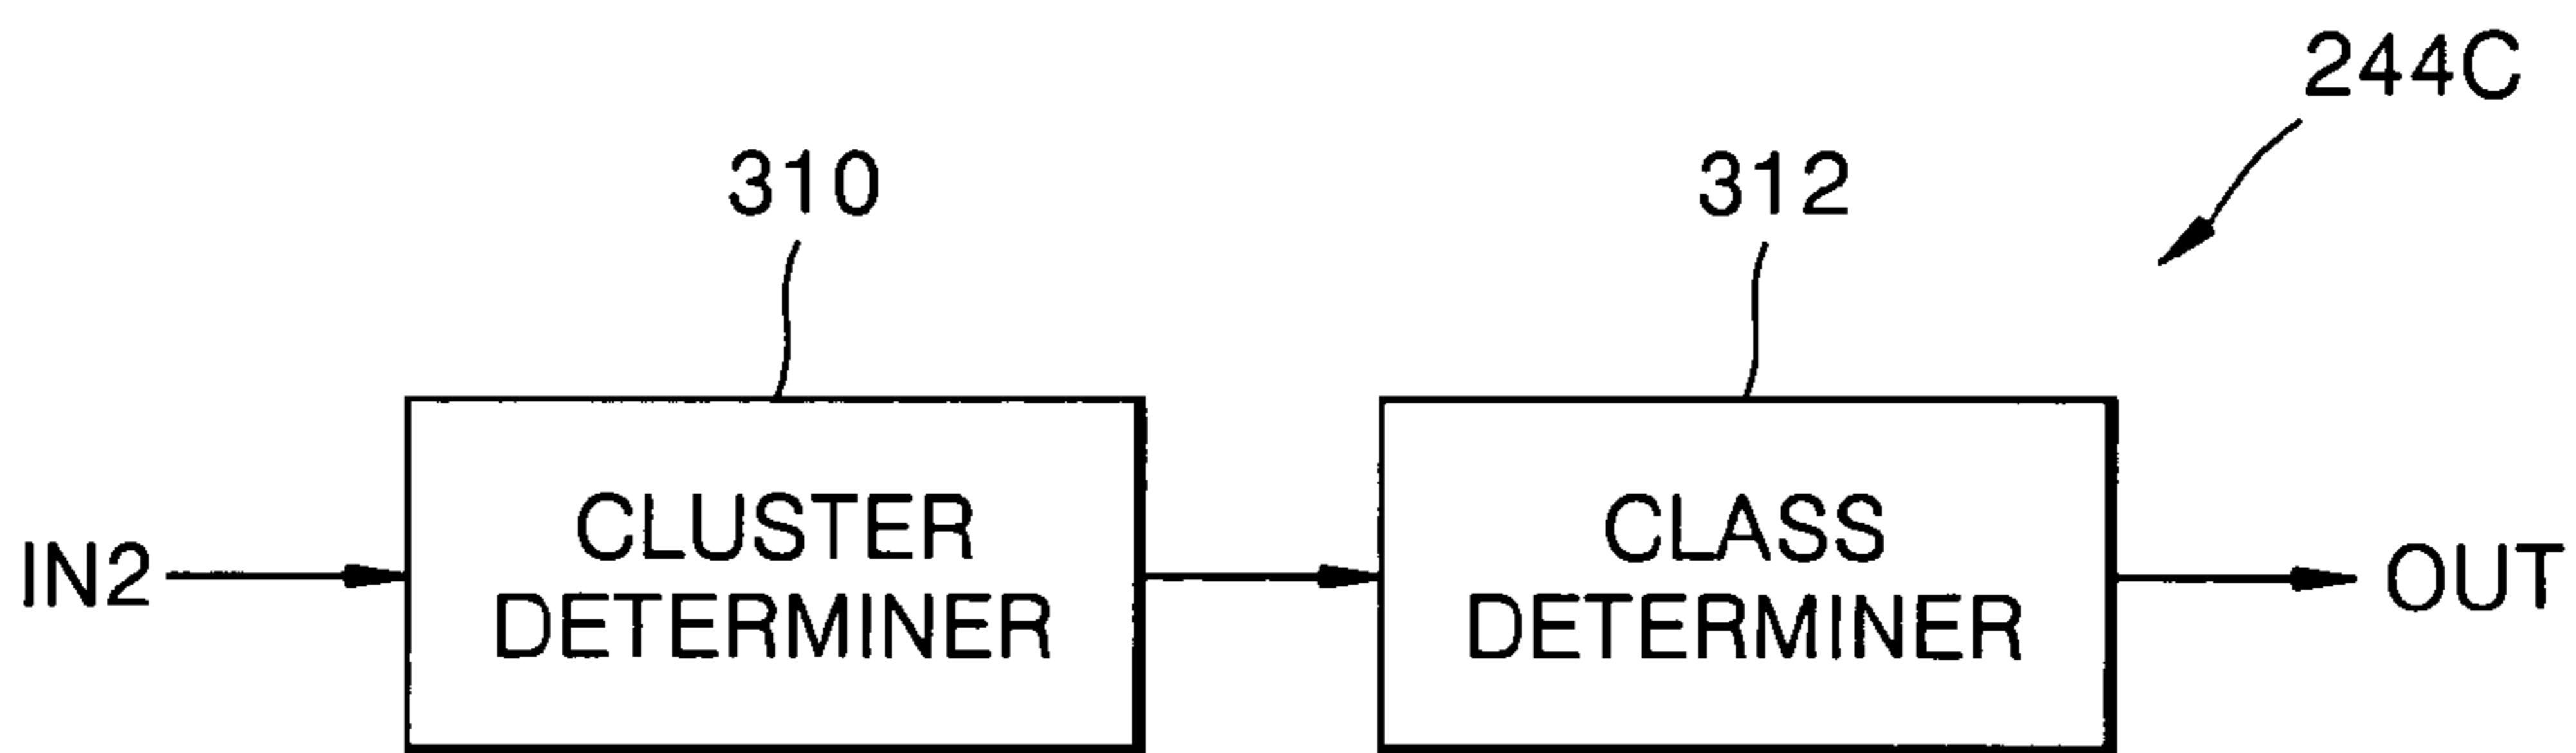 244C
310
312
IN2
CLUSTER
DETERMINER
CLASS
DETERMINER
OUT